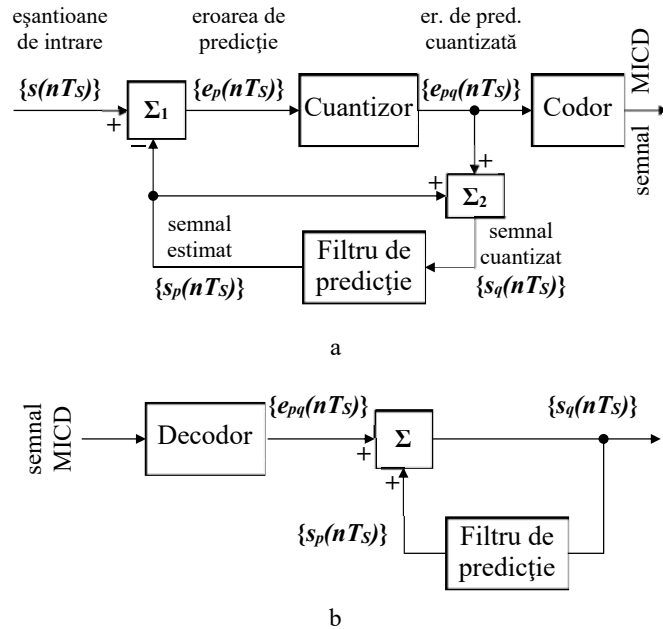 eşantioane
de intrare
eroarea de
predicţie
er. de pred.
cuantizată
{s(nTS)}
{ep(nTS)}
{epq(nTS)}
+
Σ1
−
Cuantizor
Codor
semnal MICD
+
+
Σ2
semnal
estimat
{sp(nTS)}
Filtru de
predicţie
semnal
cuantizat
{sq(nTS)}
a
semnal
MICD
Decodor
{epq(nTS)}
+
Σ
+
{sq(nTS)}
{sp(nTS)}
Filtru de
predicţie
b